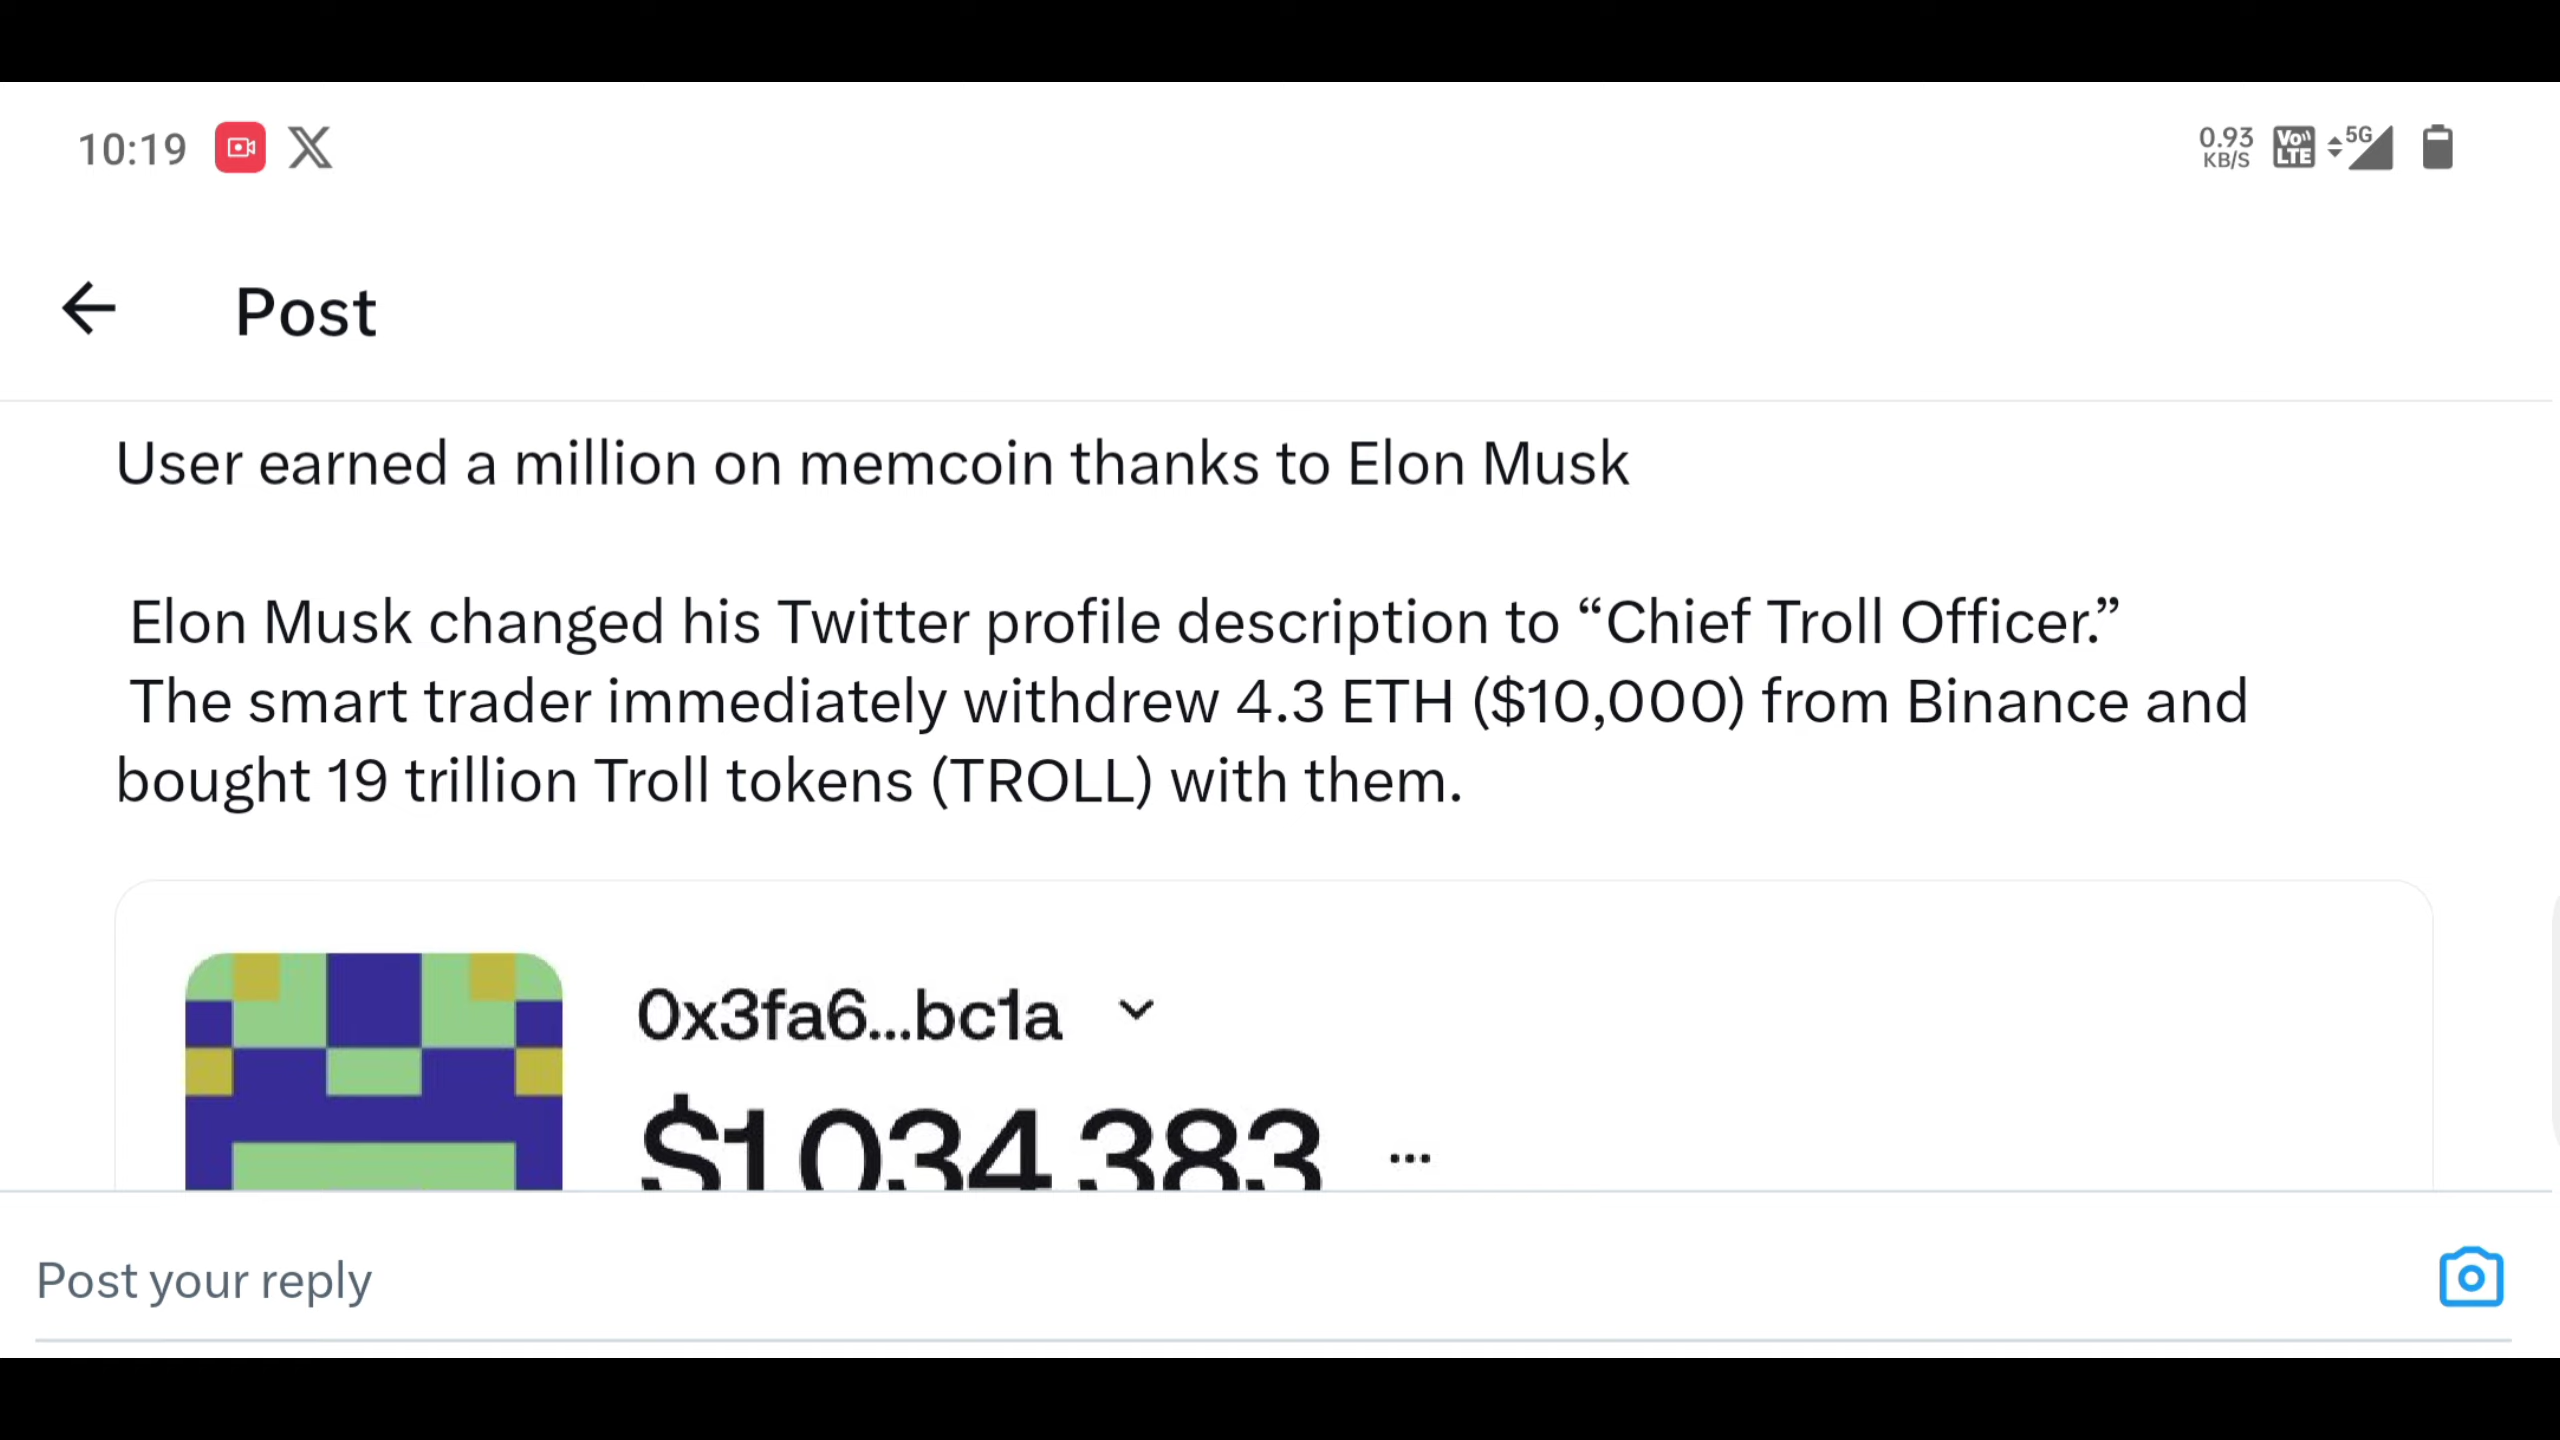 10:19
0.93
KB/S
Vo
LTE
5G
Post
User earned a million on memcoin thanks to Elon Musk
Elon Musk changed his Twitter profile description to “Chief Troll Officer.”
The smart trader immediately withdrew 4.3 ETH ($10,000) from Binance and
bought 19 trillion Troll tokens (TROLL) with them.
0x3fa6...bc1a
$1 034 383 ...
Post your reply